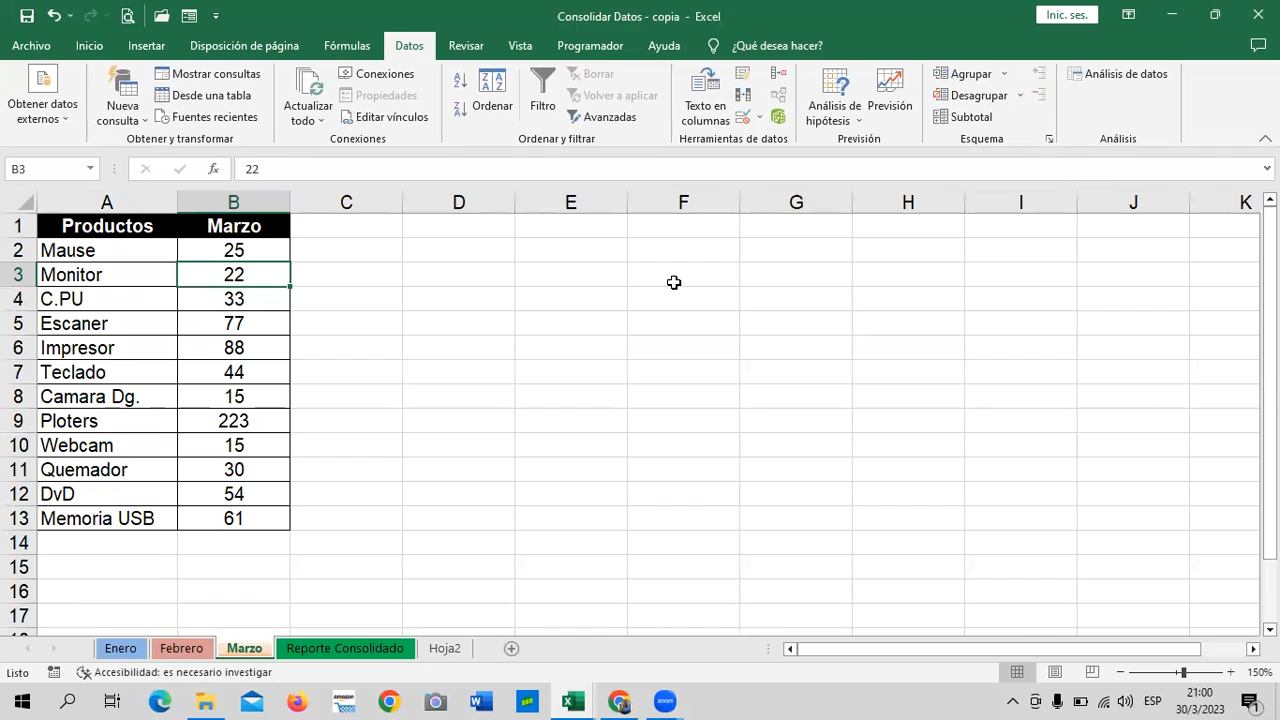 Consolidar Datos - copia - Excel
Inic. ses.
Archivo Inicio Insertar Disposición de página Fórmulas Datos Revisar Vista Programador Ayuda ¿Qué desea hacer?
Obtener datos externos
Nueva consulta
Mostrar consultas
Desde una tabla
Fuentes recientes
Obtener y transformar
Actualizar todo
Conexiones
Propiedades
Editar vínculos
Conexiones
Ordenar
Filtro
Borrar
Volver a aplicar
Avanzadas
Ordenar y filtrar
Texto en columnas
Herramientas de datos
Análisis de hipótesis
Previsión
Previsión
Agrupar
Desagrupar
Subtotal
Esquema
Análisis de datos
Análisis
B3 fx 22
A B C D E F G H I J K
1 Productos Marzo
2 Mause 25
3 Monitor 22
4 C.PU 33
5 Escaner 77
6 Impresor 88
7 Teclado 44
8 Camara Dg. 15
9 Ploters 223
10 Webcam 15
11 Quemador 30
12 DvD 54
13 Memoria USB 61
14
15
16
17
Enero Febrero Marzo Reporte Consolidado Hoja2
Listo Accesibilidad: es necesario investigar 150%
amazon zoom ESP 21:00
30/3/2023